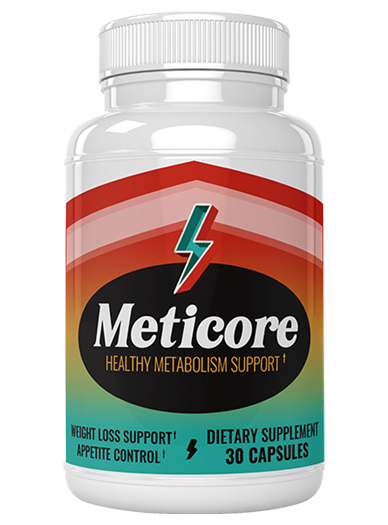 Meticore
HEALTHY METABOLISM SUPPORT†
WEIGHT LOSS SUPPORT†
APPETITE CONTROL†
DIETARY SUPPLEMENT
30 CAPSULES